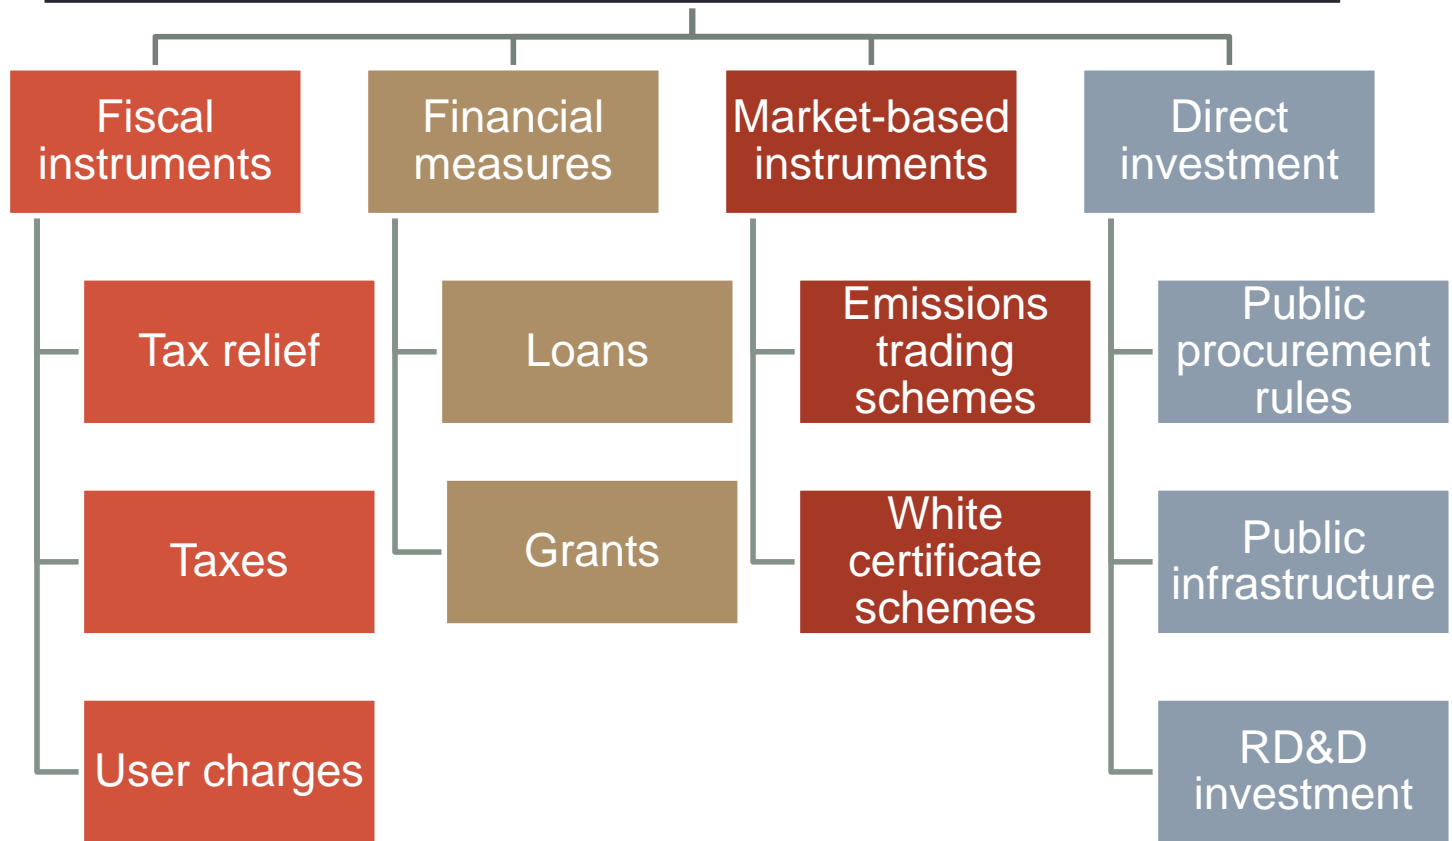 Fiscal
instruments
Financial
measures
Market-based
instruments
Direct
investment
Tax relief
Loans
Emissions
trading
schemes
Public
procurement
rules
Taxes
Grants
White
certificate
schemes
Public
infrastructure
User charges
RD&D
investment